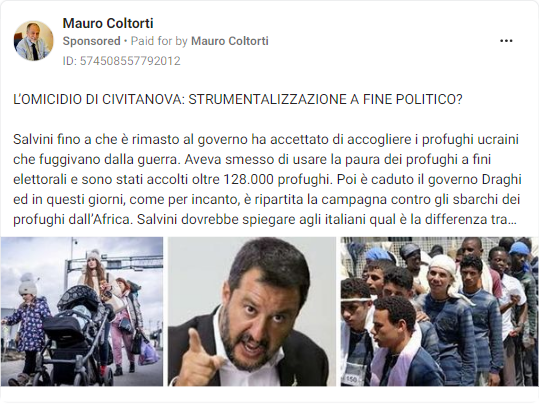 Mauro Coltorti
Sponsored • Paid for by Mauro Coltorti
ID: 574508557792012
L'OMICIDIO DI CIVITANOVA: STRUMENTALIZZAZIONE A FINE POLITICO?
Salvini fino a che è rimasto al governo ha accettato di accogliere i profughi ucraini
che fuggivano dalla guerra. Aveva smesso di usare la paura dei profughi a fini
elettorali e sono stati accolti oltre 128.000 profughi. Poi è caduto il governo Draghi
ed in questi giorni, come per incanto, è ripartita la campagna contro gli sbarchi dei
profughi dall'Africa. Salvini dovrebbe spiegare agli italiani qual è la differenza tra...